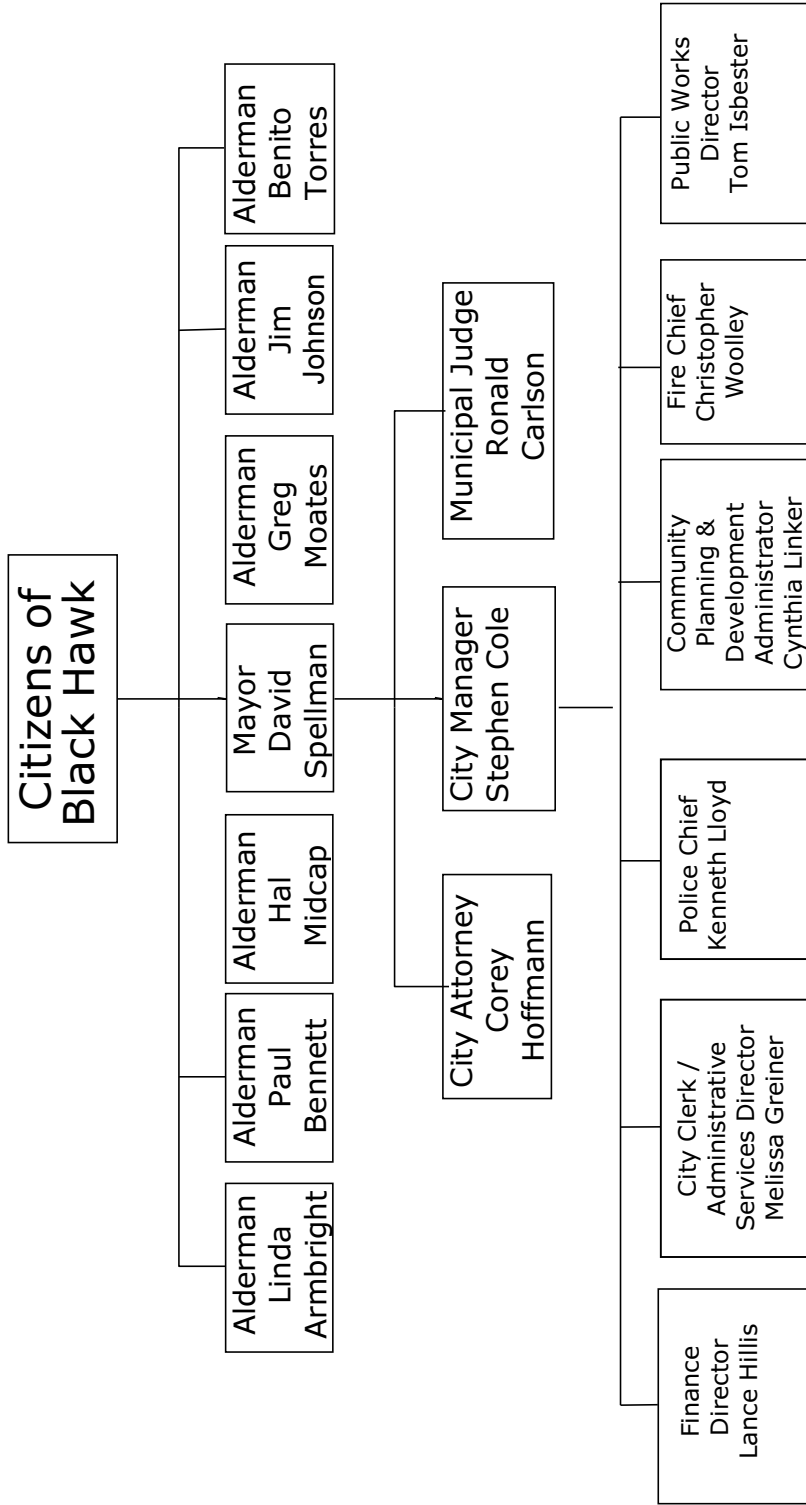 Citizens of
Black Hawk
Alderman
Linda
Armbright
Alderman
Paul
Bennett
Alderman
Hal
Midcap
Mayor
David
Spellman
Alderman
Greg
Moates
Alderman
Jim
Johnson
Alderman
Benito
Torres
City Attorney
Corey
Hoffmann
City Manager
Stephen Cole
Municipal Judge
Ronald
Carlson
Finance
Director
Lance Hillis
City Clerk /
Administrative
Services Director
Melissa Greiner
Police Chief
Kenneth Lloyd
Community
Planning &
Development
Administrator
Cynthia Linker
Fire Chief
Christopher
Woolley
Public Works
Director
Tom Isbester